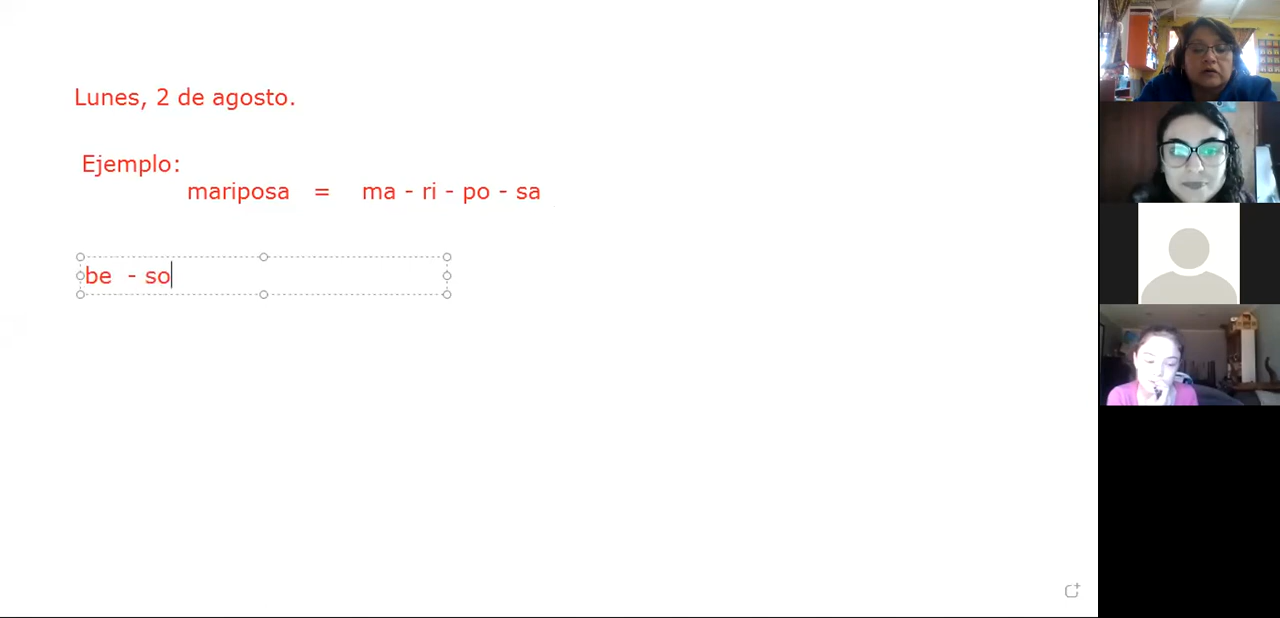 Lunes, 2 de agosto.
Ejemplo:
mariposa = ma - ri - po - sa
be - so